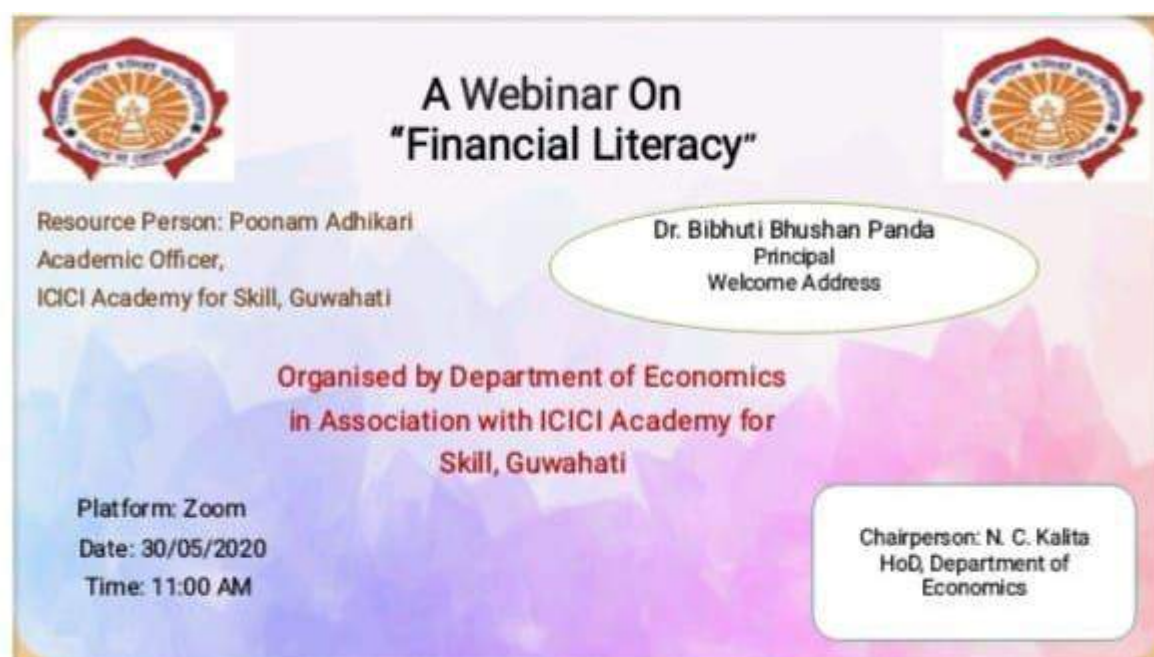 A Webinar On
“Financial Literacy”
Resource Person: Poonam Adhikari
Academic Officer,
ICICI Academy for Skill, Guwahati
Dr. Bibhuti Bhushan Panda
Principal
Welcome Address
Organised by Department of Economics
in Association with ICICI Academy for
Skill, Guwahati
Platform: Zoom
Date: 30/05/2020
Time: 11:00 AM
Chairperson: N. C. Kalita
HoD, Department of
Economics